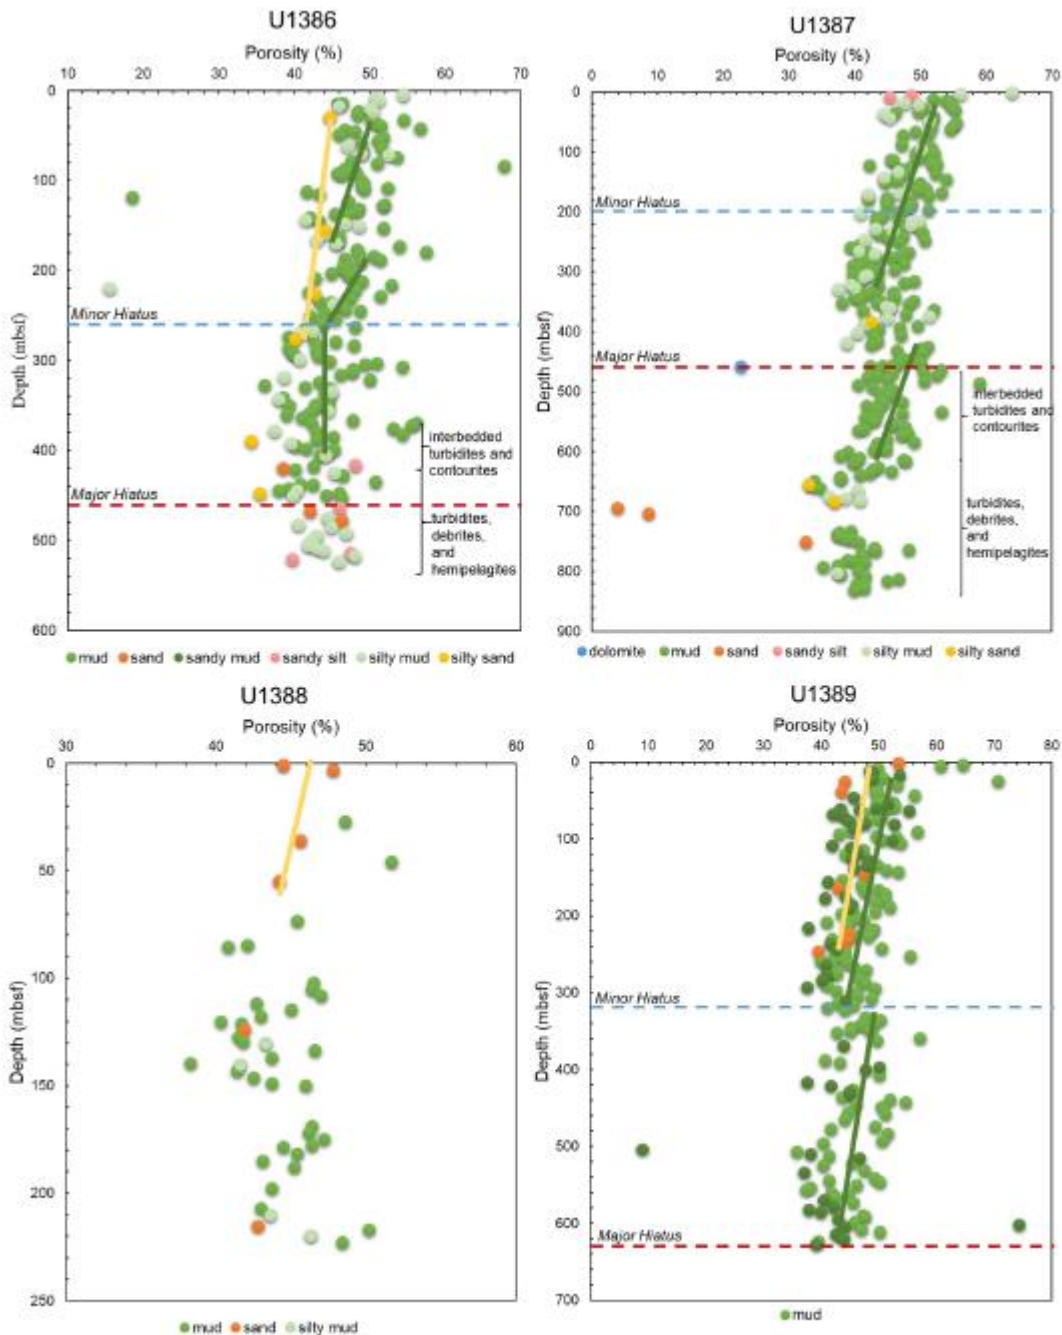 U1386
Porosity (%)
10 20 30 40 50 60 70
0
100
200
300
400
500
600
Depth (mbsf)
Minor Hiatus
Major Hiatus
interbedded
turbidites and
contourites
turbidites,
debrites,
and
hemipelagites
mud sand sandy mud sandy silt silty mud silty sand
U1387
Porosity (%)
0 10 20 30 40 50 60 70
0
100
200
300
400
500
600
700
800
900
Depth (mbsf)
Minor Hiatus
Major Hiatus
interbedded
turbidites and
contourites
turbidites,
debrites,
and
hemipelagites
dolomite mud sand sandy silt silty mud silty sand
U1388
Porosity (%)
30 40 50 60
0
50
100
150
200
250
Depth (mbsf)
mud sand silty mud
U1389
Porosity (%)
0 10 20 30 40 50 60 70 80
0
100
200
300
400
500
600
700
Depth (mbsf)
Minor Hiatus
Major Hiatus
mud